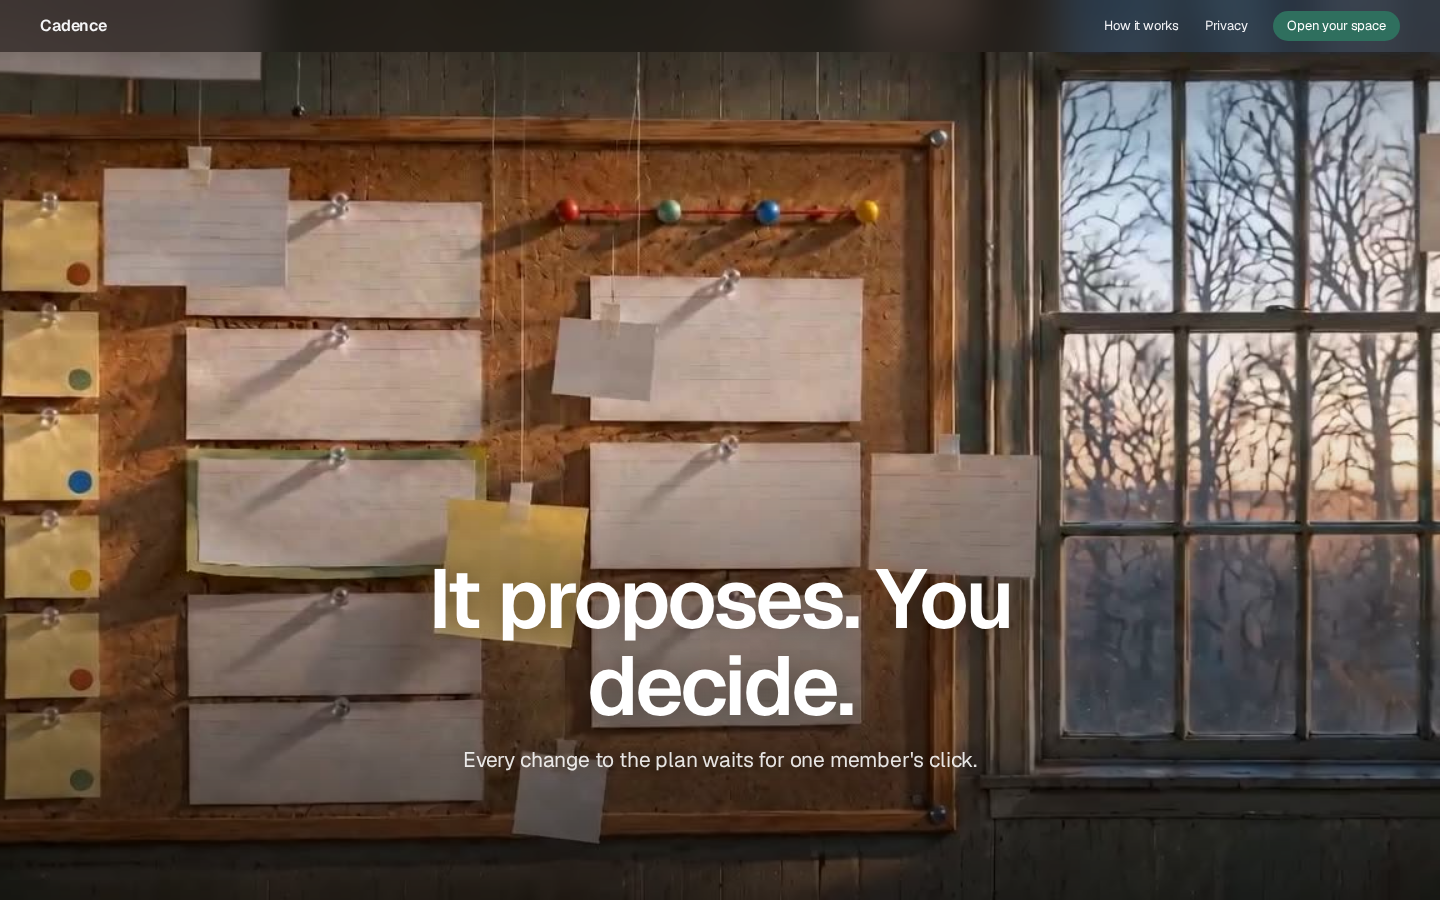 Cadence
How it works
Privacy
Open your space
It proposes. You
decide.
Every change to the plan waits for one member's click.